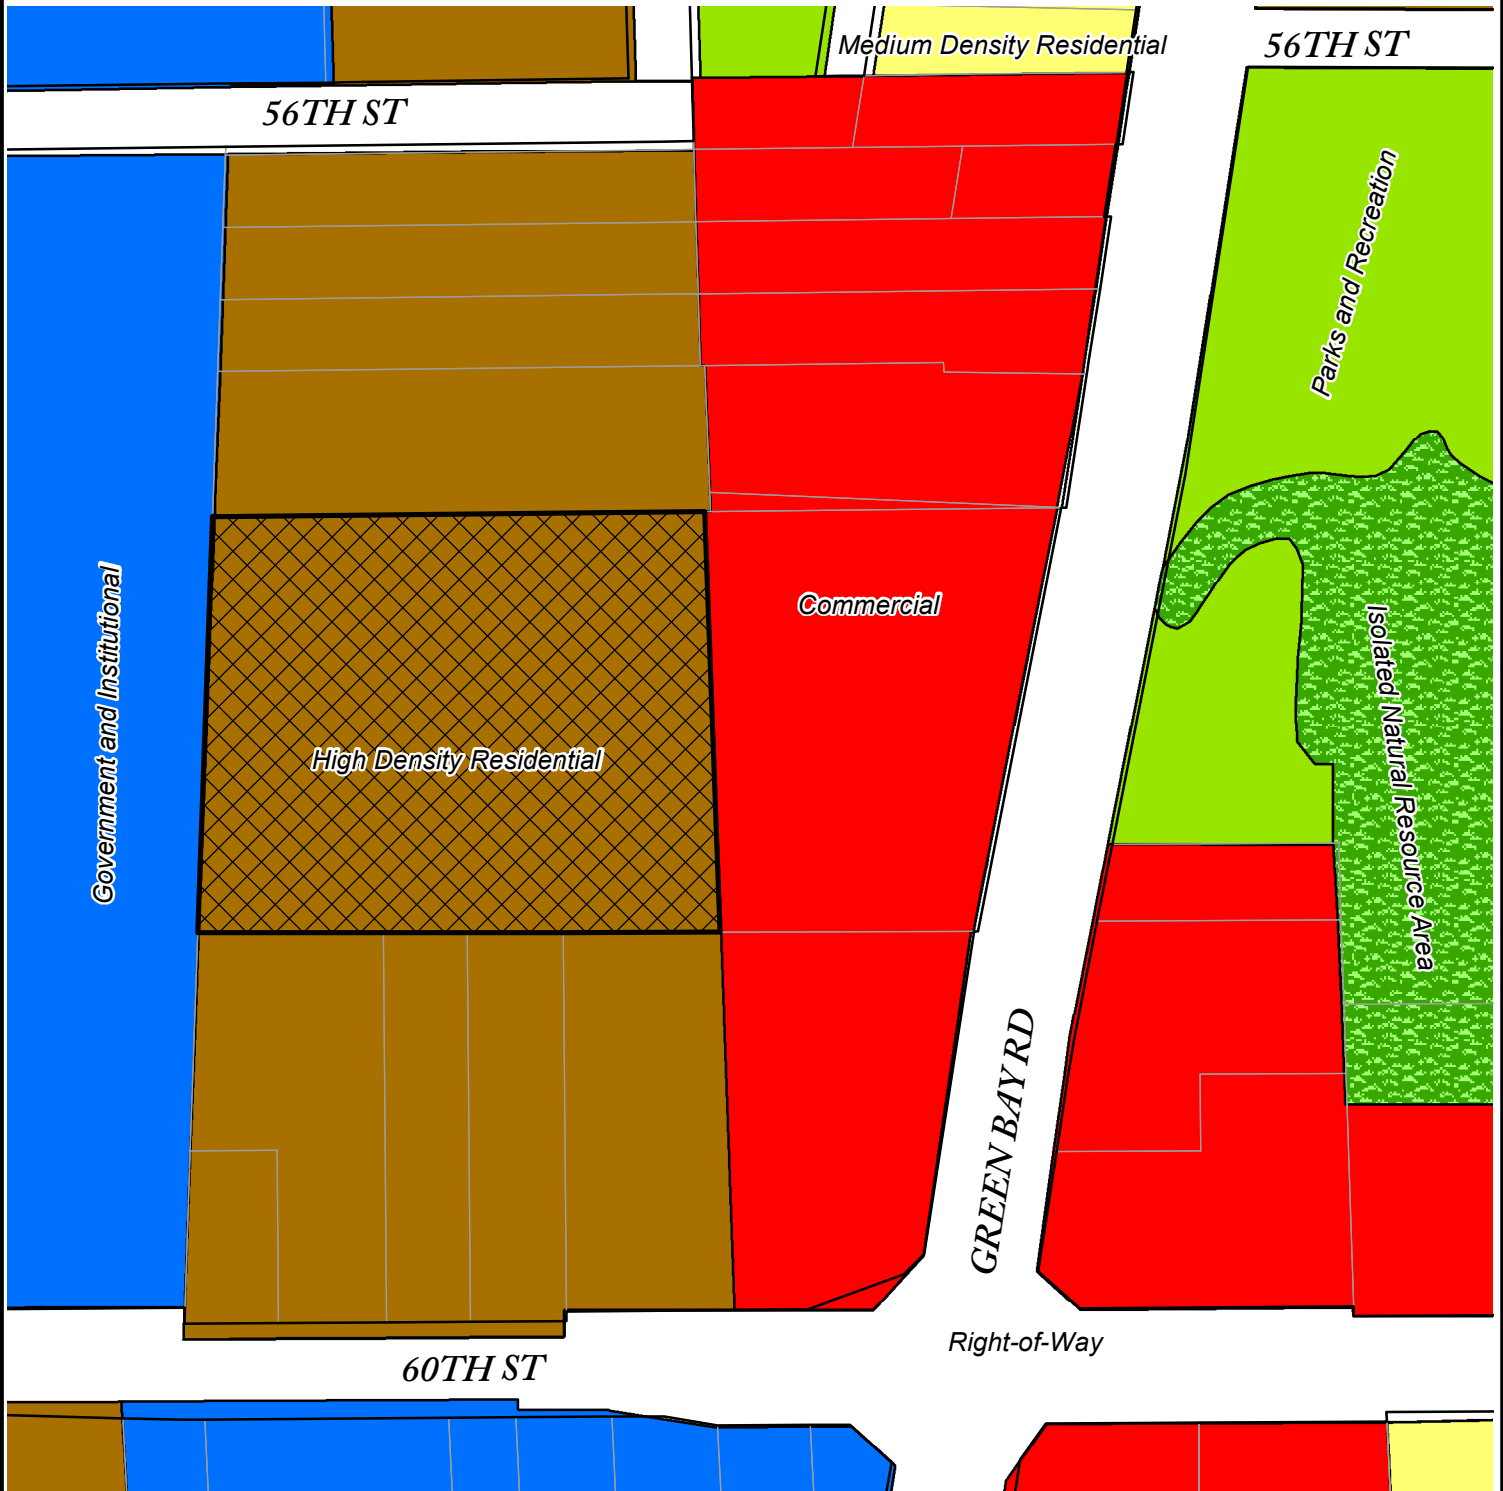 Medium Density Residential
56TH ST
56TH ST
Parks and Recreation
Government and Institutional
Commercial
Isolated Natural Resource Area
High Density Residential
GREEN BAY RD
Right-of-Way
60TH ST